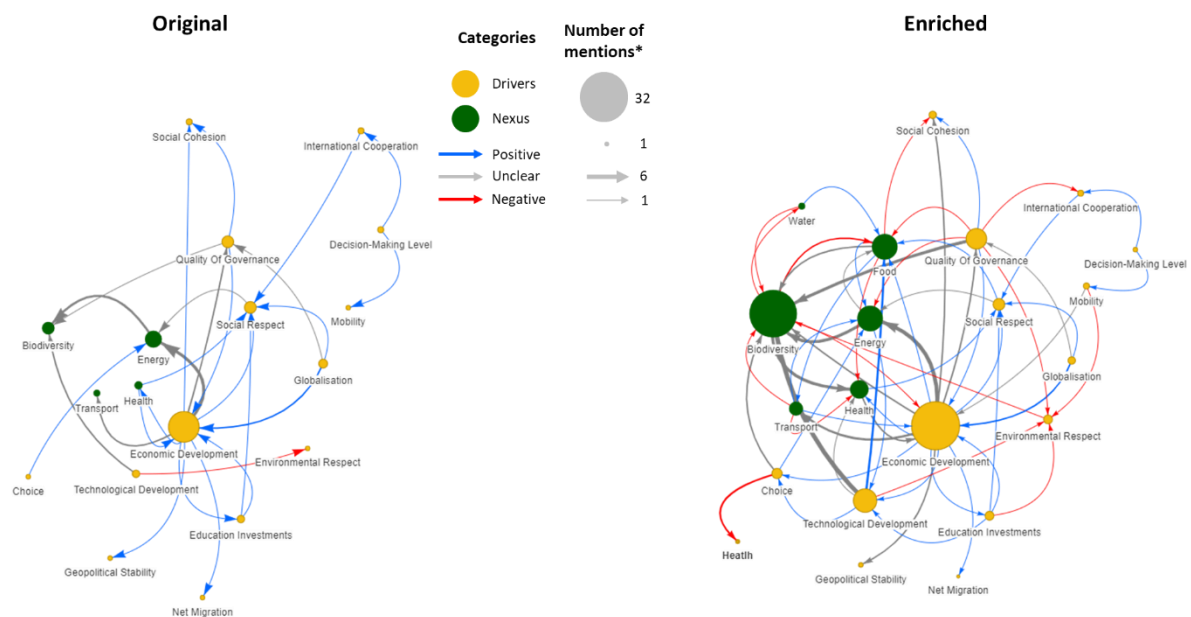 Original
Categories
Number of
mentions*
Enriched
Drivers
32
Nexus
1
Positive
6
Unclear
1
Negative
Social Cohesion
International Cooperation
Decision-Making Level
Quality Of Governance
Mobility
Social Respect
Biodiversity
Energy
Globalisation
Transport
Health
Economic Development
Environmental Respect
Choice
Technological Development
Education Investments
Geopolitical Stability
Net Migration
Social Cohesion
Water
International Cooperation
Food
Quality Of Governance
Decision-Making Level
Mobility
Social Respect
Biodiversity
Energy
Globalisation
Health
Transport
Environmental Respect
Economic Development
Choice
Technological Development
Education Investments
Heatlh
Geopolitical Stability
Net Migration